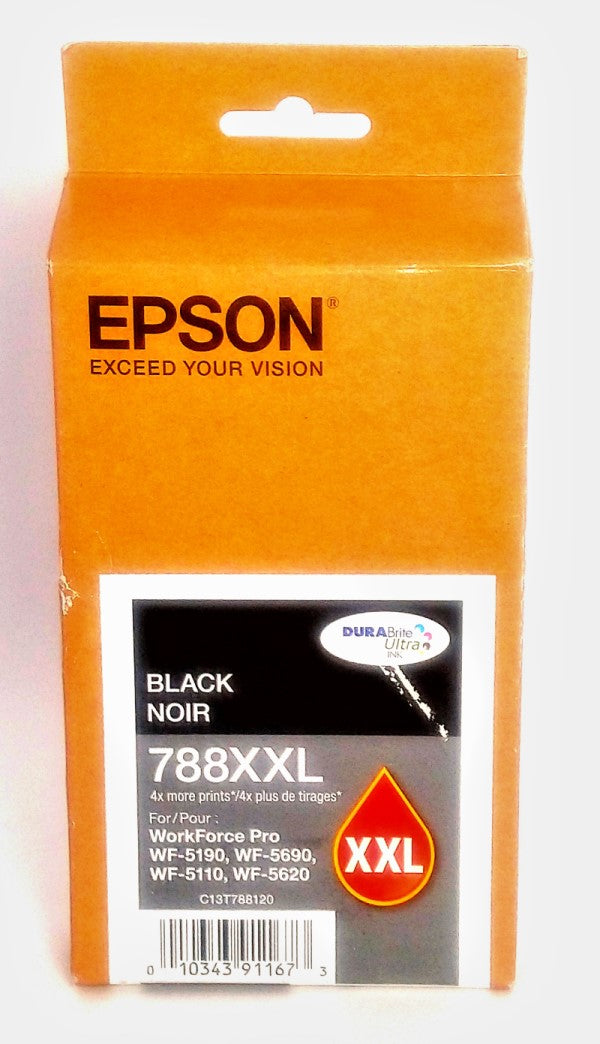 EPSON®
EXCEED YOUR VISION
DURABrite
Ultra
INK
BLACK
NOIR
788XXL
4x more prints*/4x plus de tirages*
For/Pour :
WorkForce Pro
WF-5190, WF-5690,
WF-5110, WF-5620
XXL
C13T788120
0 10343 91167 3